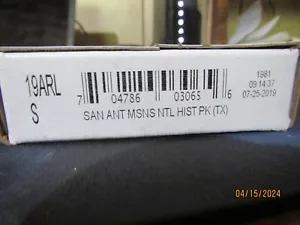 19ARL
S
1981
09:14:37
07-25-2019
7 04786 03065 6
SAN ANT MSNS NTL HIST PK (TX)
04/15/2024